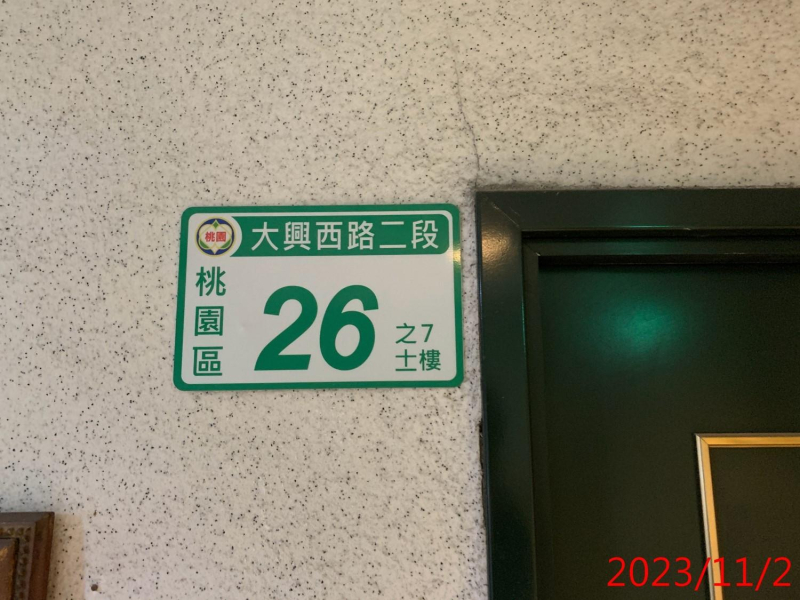 桃園
大興西路二段
桃園區
26
之7
十一樓
2023/11/2